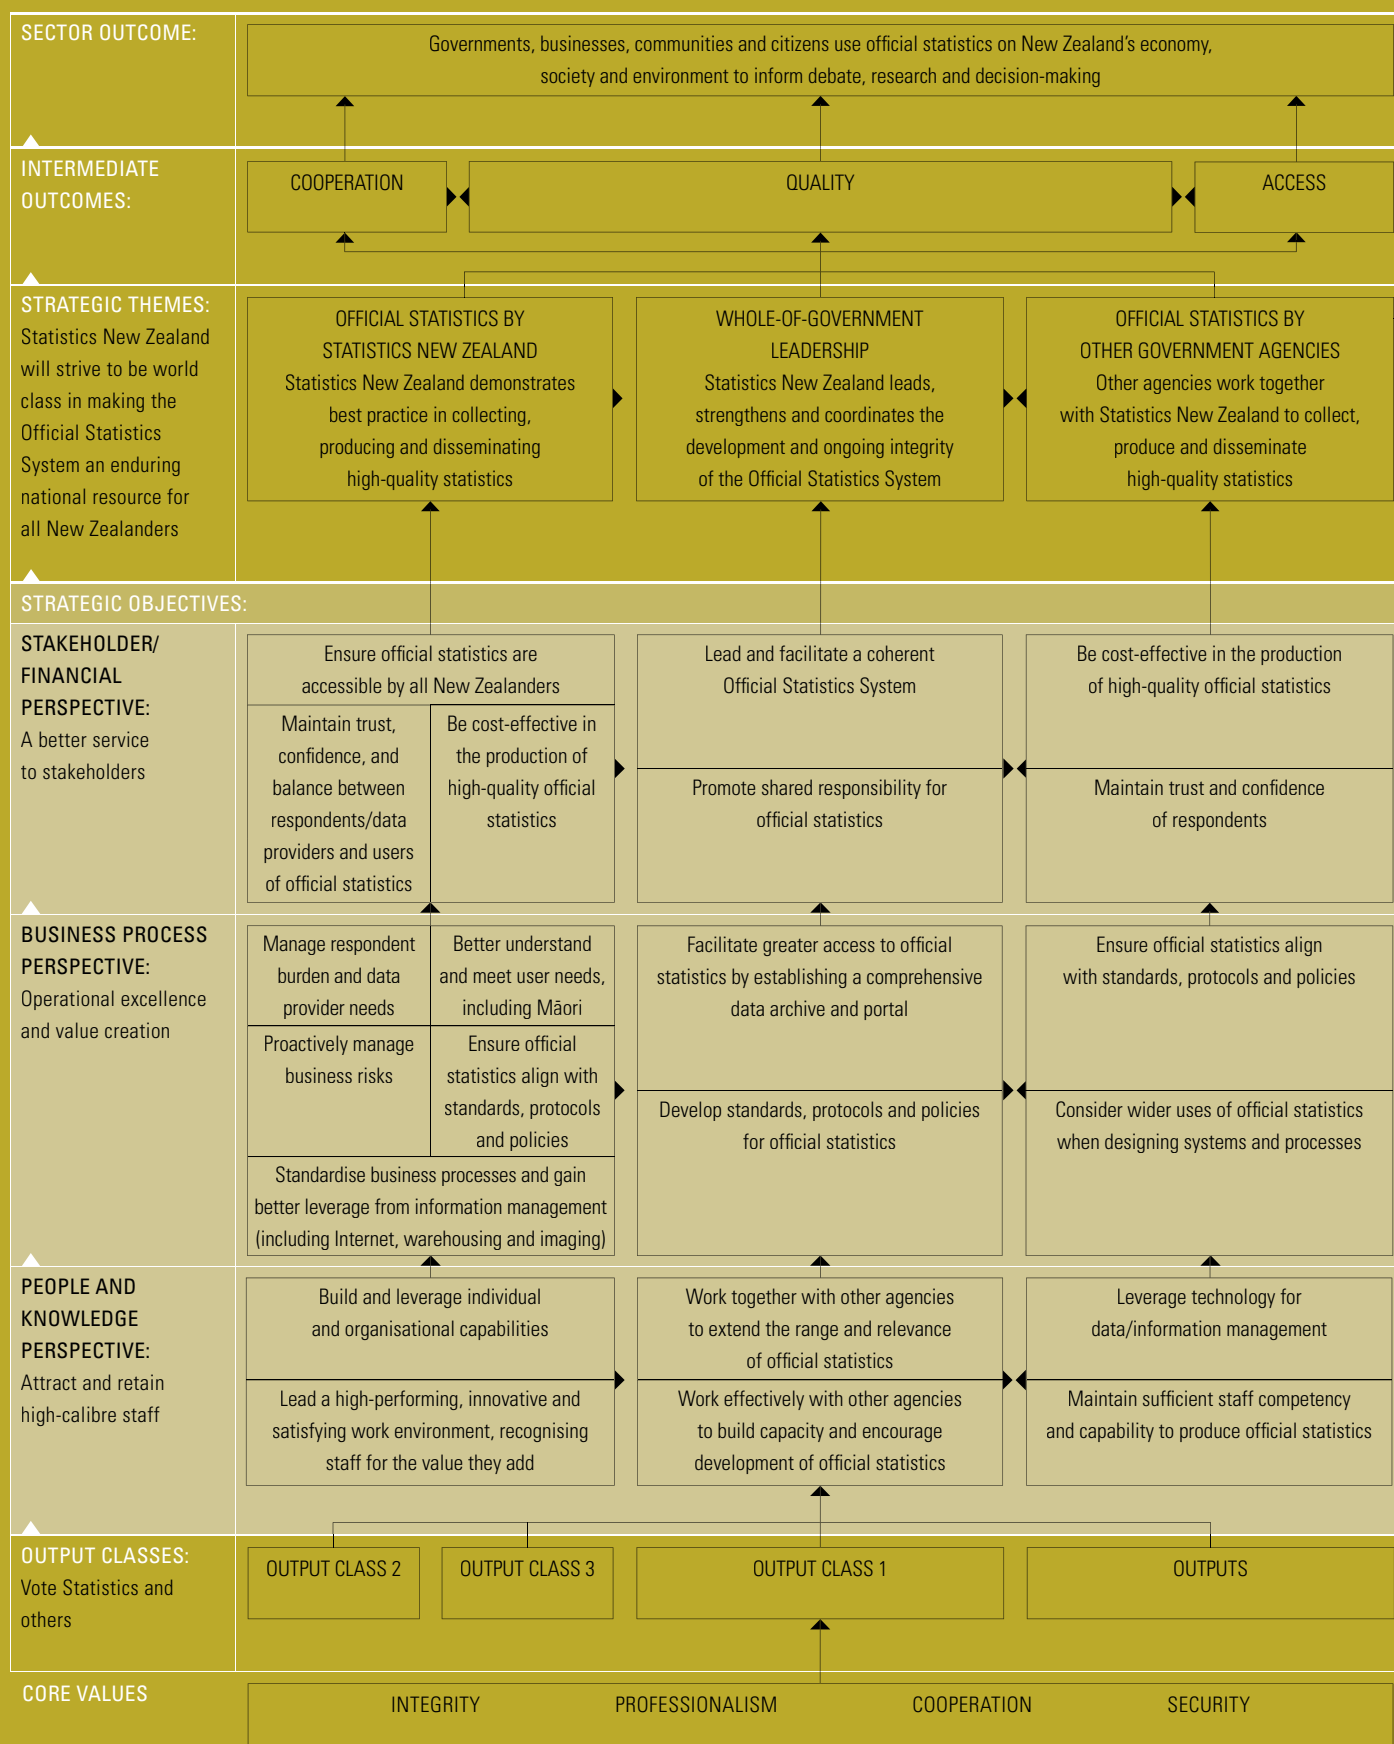 SECTOR OUTCOME:
Governments, businesses, communities and citizens use official statistics on New Zealand's economy,
society and environment to inform debate, research and decision-making
INTERMEDIATE
OUTCOMES:
COOPERATION
QUALITY
ACCESS
STRATEGIC THEMES:
Statistics New Zealand
will strive to be world
class in making the
Official Statistics
System an enduring
national resource for
all New Zealanders
OFFICIAL STATISTICS BY
STATISTICS NEW ZEALAND
Statistics New Zealand demonstrates
best practice in collecting,
producing and disseminating
high-quality statistics
WHOLE-OF-GOVERNMENT
LEADERSHIP
Statistics New Zealand leads,
strengthens and coordinates the
development and ongoing integrity
of the Official Statistics System
OFFICIAL STATISTICS BY
OTHER GOVERNMENT AGENCIES
Other agencies work together
with Statistics New Zealand to collect,
produce and disseminate
high-quality statistics
STRATEGIC OBJECTIVES:
STAKEHOLDER/
FINANCIAL
PERSPECTIVE:
A better service
to stakeholders
Ensure official statistics are
accessible by all New Zealanders
Maintain trust,
confidence, and
balance between
respondents/data
providers and users
of official statistics
Be cost-effective in
the production of
high-quality official
statistics
Lead and facilitate a coherent
Official Statistics System
Promote shared responsibility for
official statistics
Be cost-effective in the production
of high-quality official statistics
Maintain trust and confidence
of respondents
BUSINESS PROCESS
PERSPECTIVE:
Operational excellence
and value creation
Manage respondent
burden and data
provider needs
Better understand
and meet user needs,
including Māori
Proactively manage
business risks
Ensure official
statistics align with
standards, protocols
and policies
Standardise business processes and gain
better leverage from information management
(including Internet, warehousing and imaging)
Facilitate greater access to official
statistics by establishing a comprehensive
data archive and portal
Develop standards, protocols and policies
for official statistics
Ensure official statistics align
with standards, protocols and policies
Consider wider uses of official statistics
when designing systems and processes
PEOPLE AND
KNOWLEDGE
PERSPECTIVE:
Attract and retain
high-calibre staff
Build and leverage individual
and organisational capabilities
Lead a high-performing, innovative and
satisfying work environment, recognising
staff for the value they add
Work together with other agencies
to extend the range and relevance
of official statistics
Work effectively with other agencies
to build capacity and encourage
development of official statistics
Leverage technology for
data/information management
Maintain sufficient staff competency
and capability to produce official statistics
OUTPUT CLASSES:
Vote Statistics and
others
OUTPUT CLASS 2
OUTPUT CLASS 3
OUTPUT CLASS 1
OUTPUTS
CORE VALUES
INTEGRITY
PROFESSIONALISM
COOPERATION
SECURITY